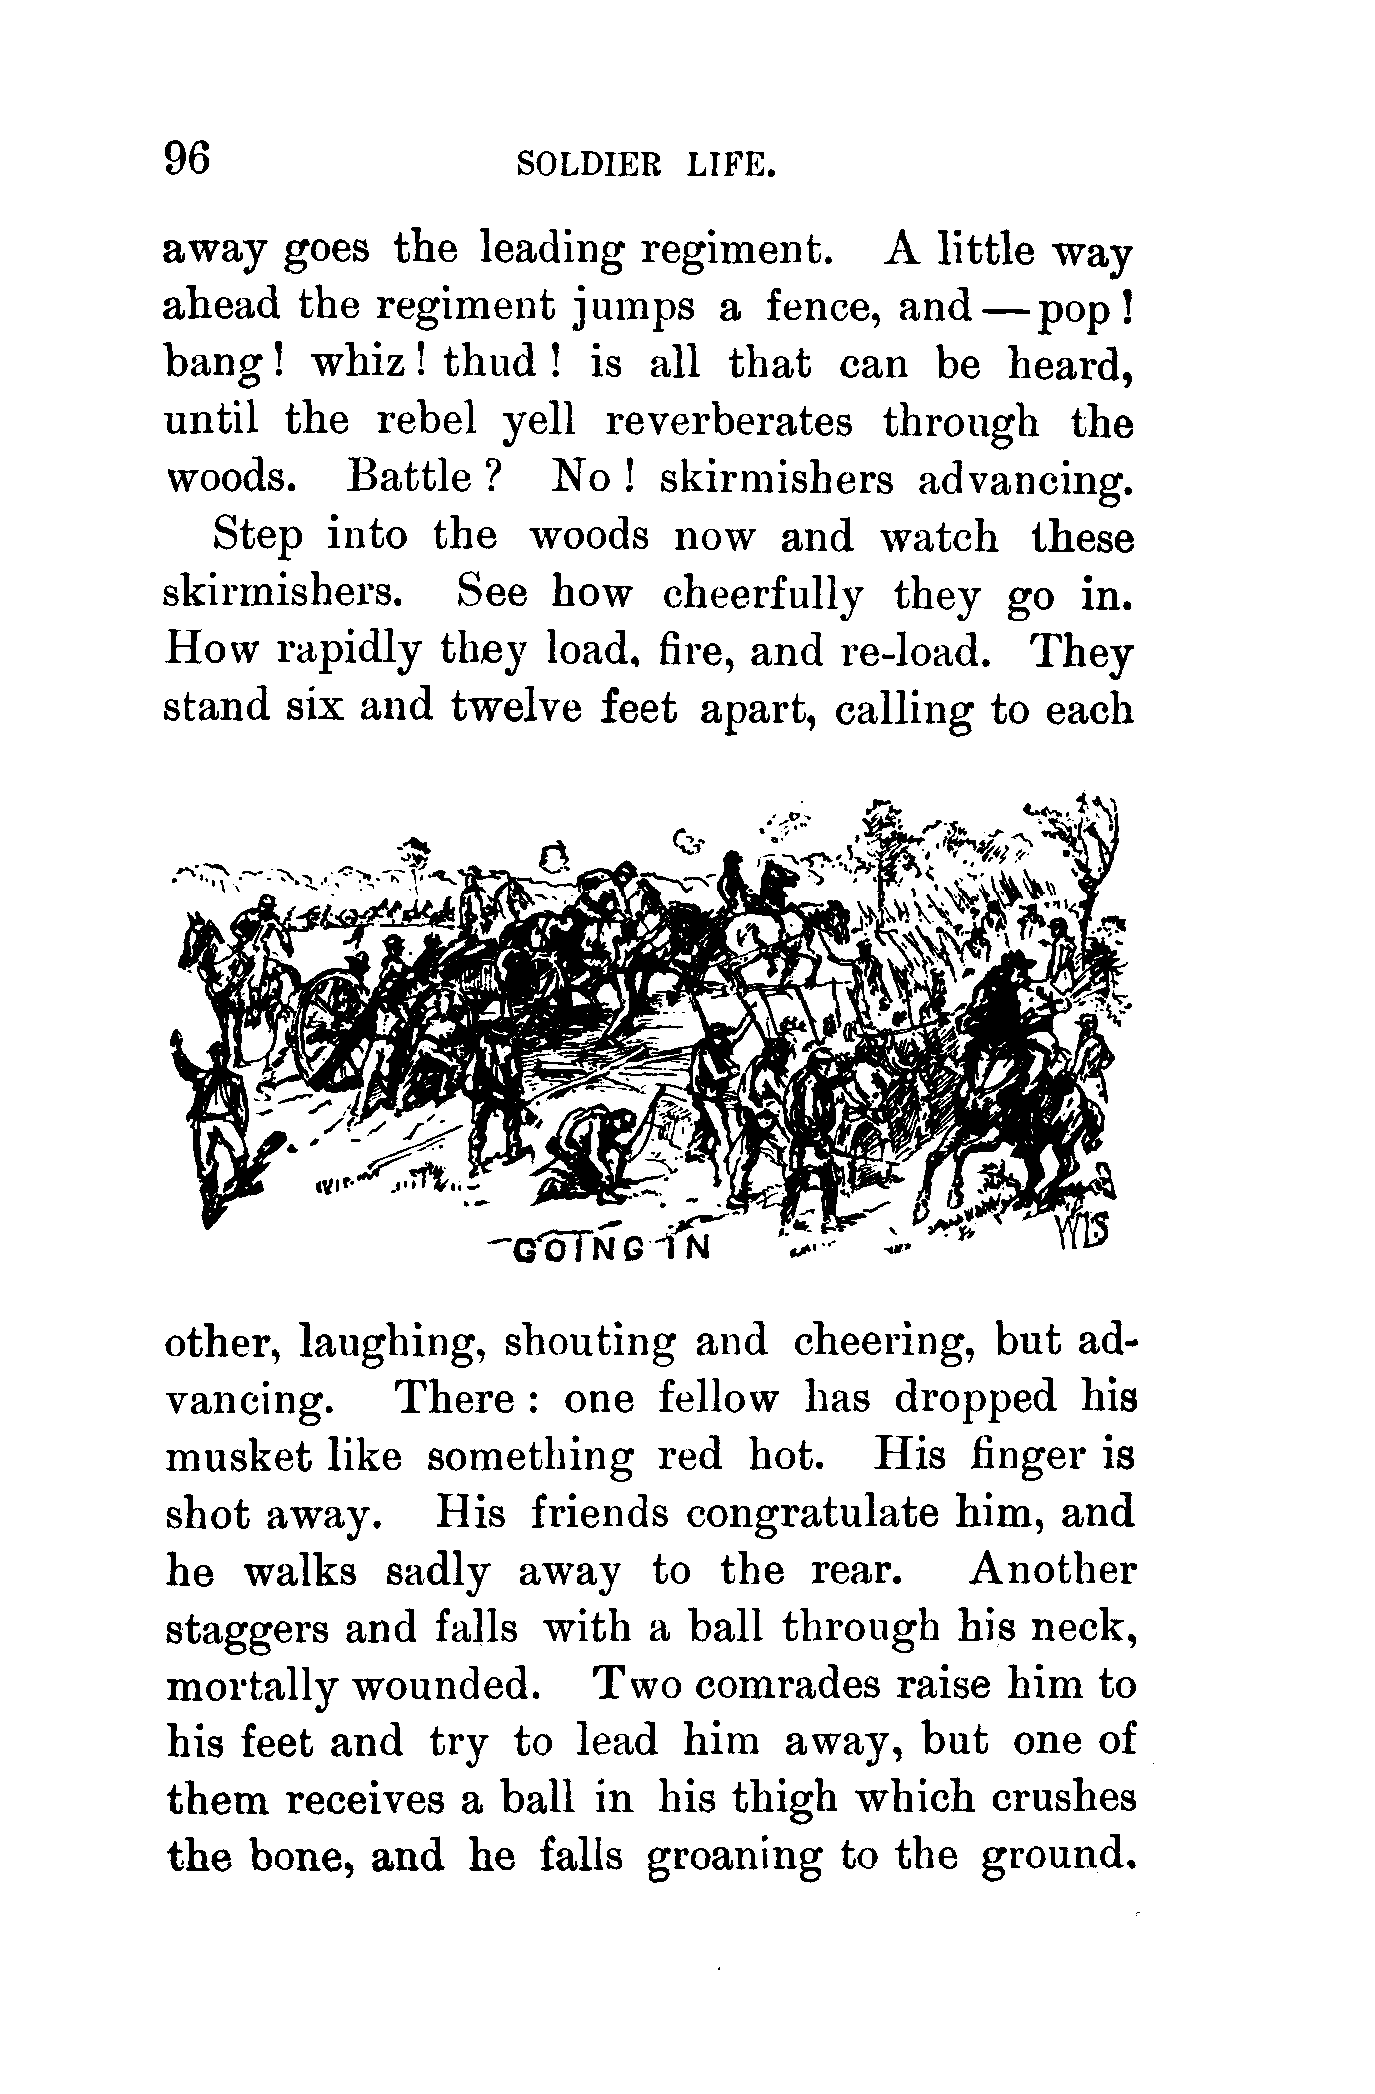 96 SOLDIER LIFE.
away goes the leading regiment. A little way
ahead the regiment jumps a fence, and — pop!
bang! whiz! thud! is all that can be heard,
until the rebel yell reverberates through the
woods. Battle? No! skirmishers advancing.
Step into the woods now and watch these
skirmishers. See how cheerfully they go in.
How rapidly they load, fire, and re-load. They
stand six and twelve feet apart, calling to each
GOING IN
WLS
other, laughing, shouting and cheering, but ad-
vancing. There: one fellow has dropped his
musket like something red hot. His finger is
shot away. His friends congratulate him, and
he walks sadly away to the rear. Another
staggers and falls with a ball through his neck,
mortally wounded. Two comrades raise him to
his feet and try to lead him away, but one of
them receives a ball in his thigh which crushes
the bone, and he falls groaning to the ground.